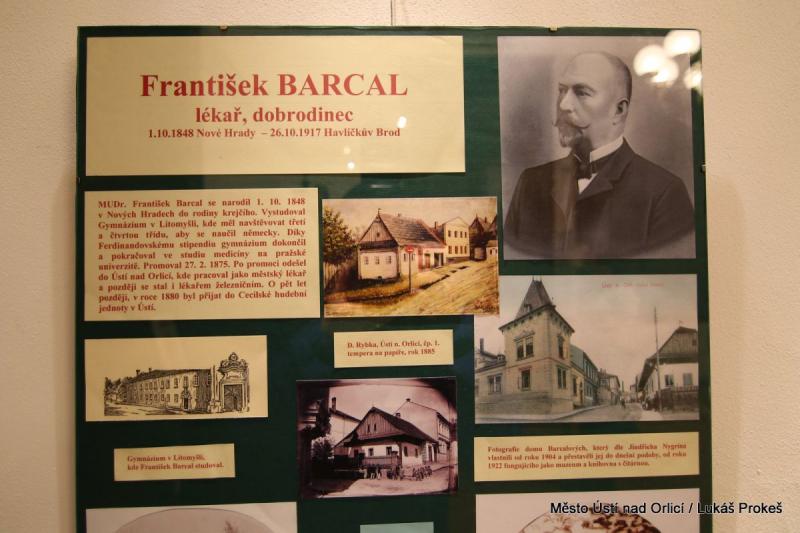 František BARCAL
lékař, dobrodinec
1.10.1848 Nové Hrady – 26.10.1917 Havlíčkův Brod
MUDr. František Barcal se narodil 1. 10. 1848
v Nových Hradech do rodiny krejčího. Vystudoval
Gymnázium v Litomyšli, kde měl navštěvovat třetí
a čtvrtou třídu, aby se naučil německy. Díky
Ferdinandovskému stipendiu gymnázium dokončil
a pokračoval ve studiu medicíny na pražské
univerzitě. Promoval 27. 2. 1875. Po promoci odešel
do Ústí nad Orlicí, kde pracoval jako městský lékař
a později se stal i lékařem železničním. O pět let
později, v roce 1880 byl přijat do Cecilské hudební
jednoty v Ústí.
D. Rybka, Ústí n. Orlicí, čp. 1.
tempera na papíře, rok 1885
Gymnázium v Litomyšli,
kde František Barcal studoval.
Fotografie domu Barcalových, který dle Jindřicha Nygrína
vlastnili od roku 1904 a přestavěli jej do dnešní podoby, od roku
1922 fungujícího jako muzeum a knihovna s čítárnou.
Město Ústí nad Orlicí / Lukáš Prokeš